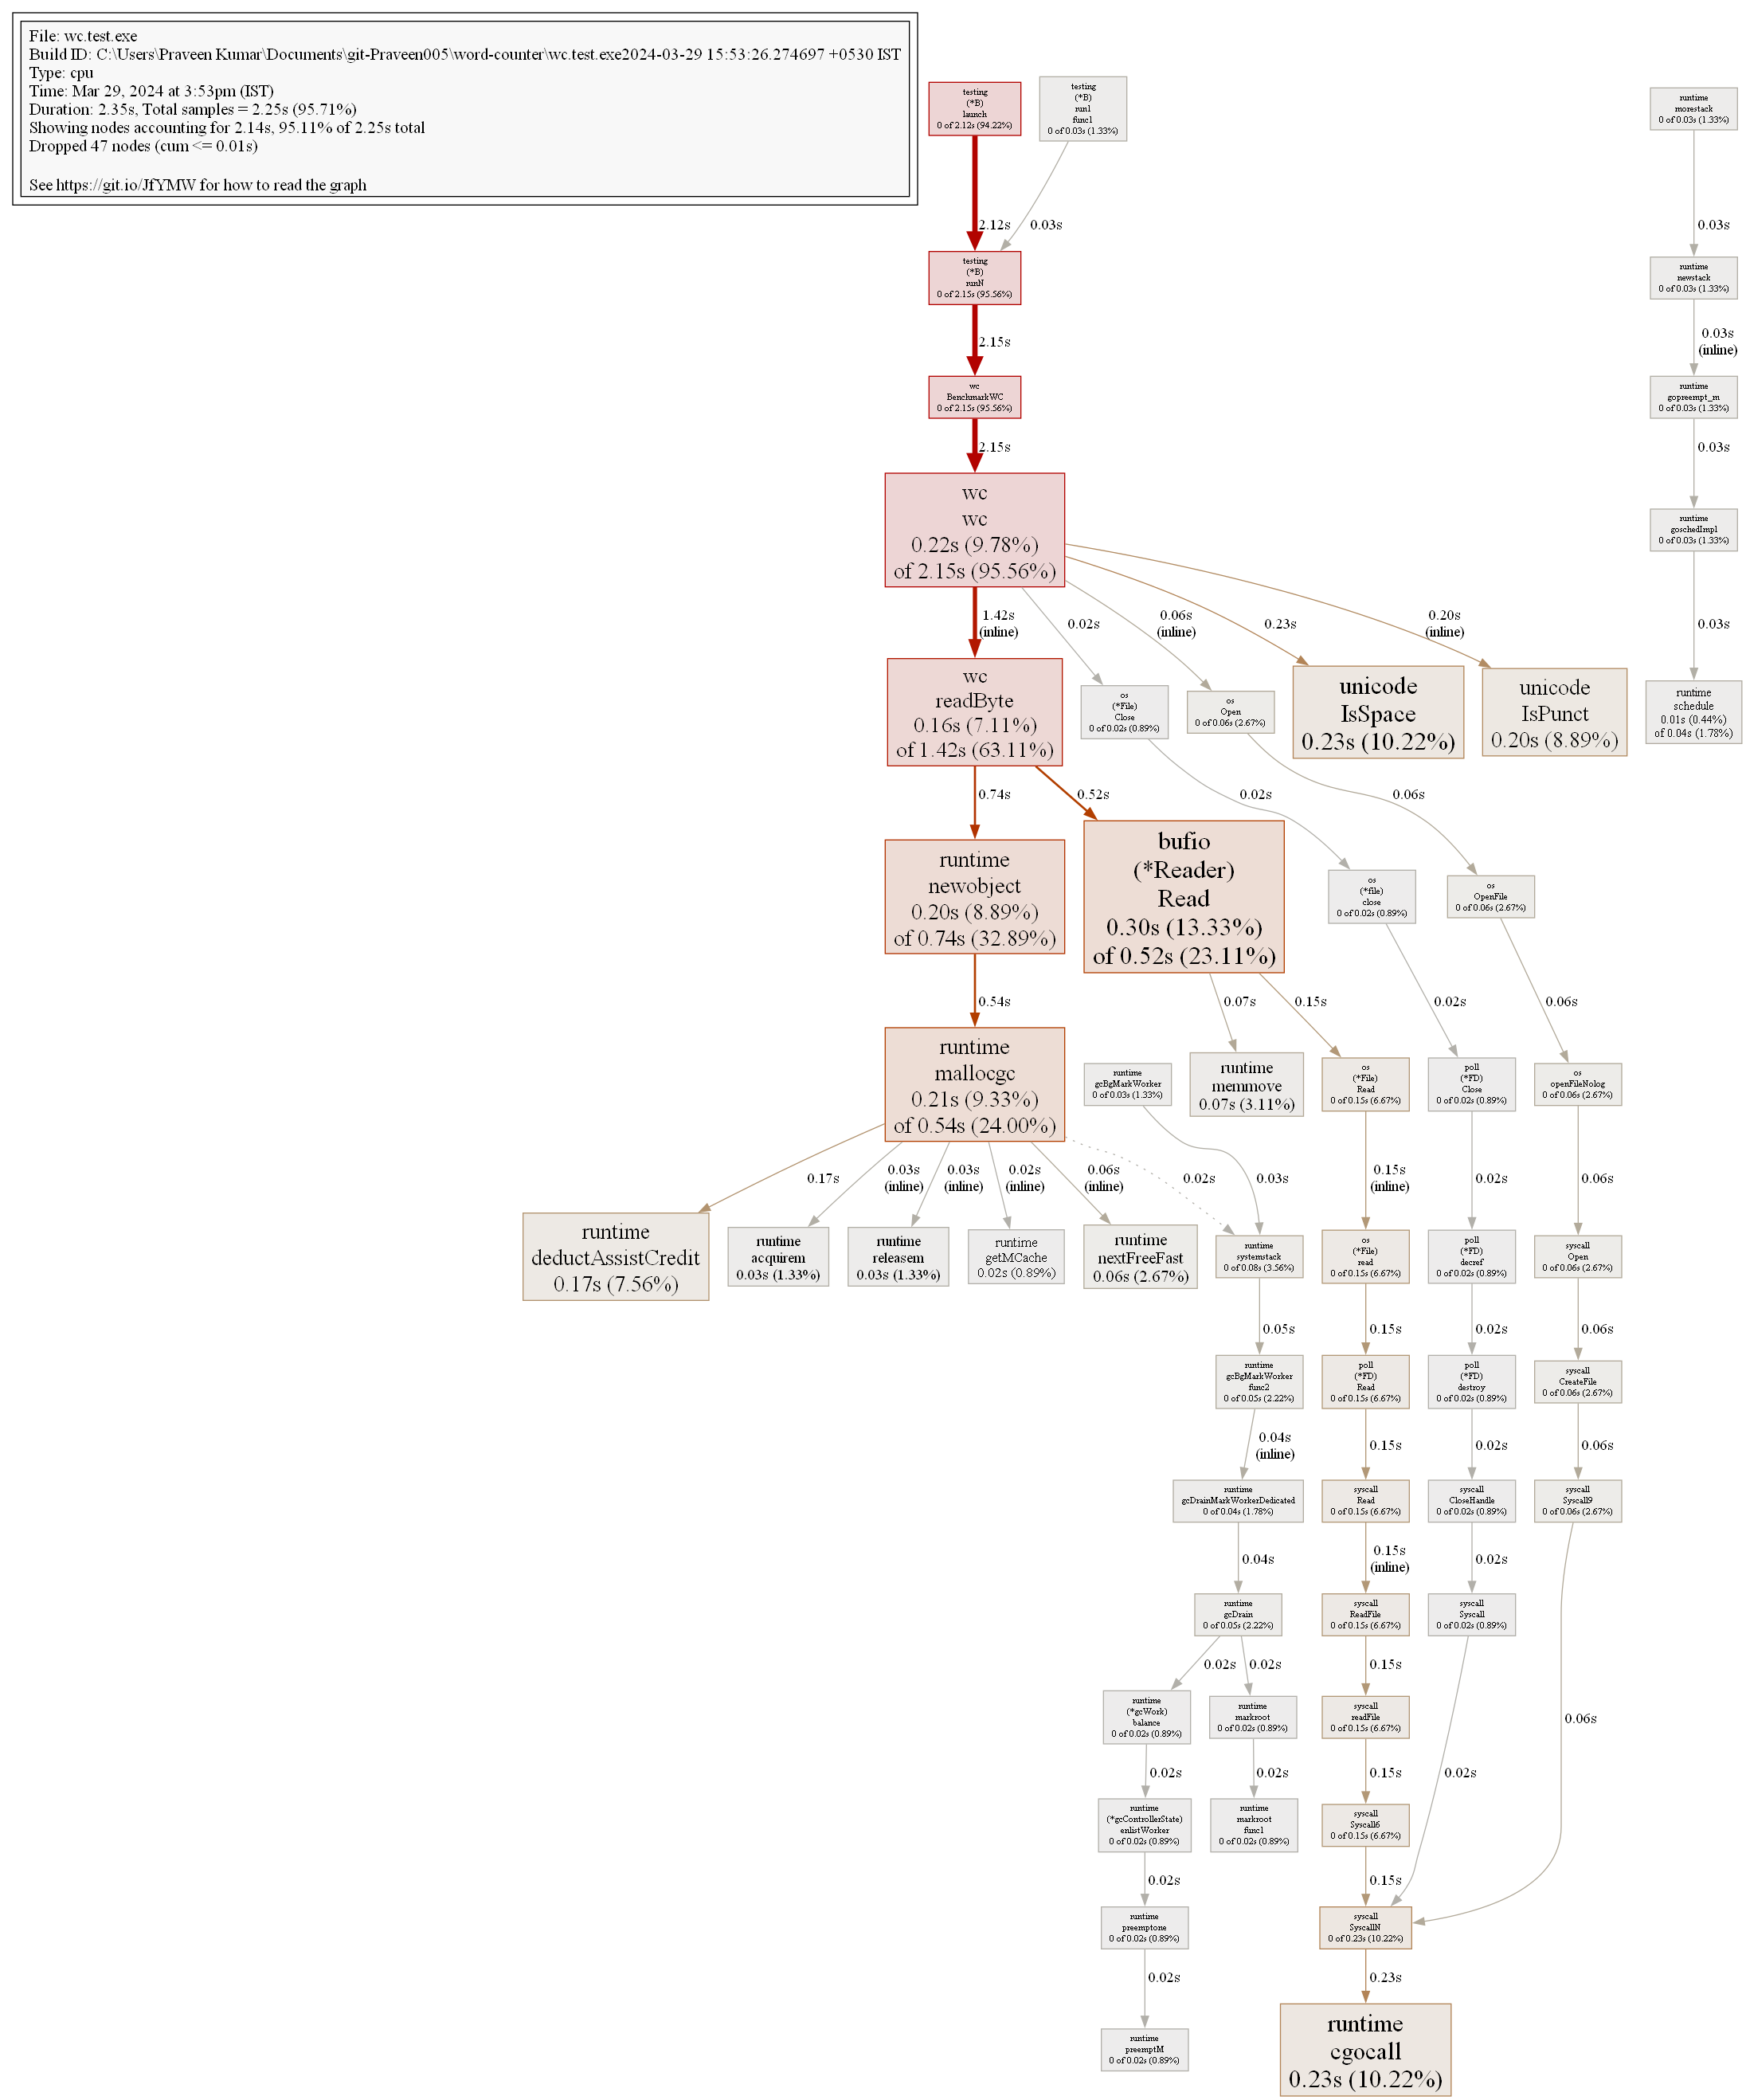 File: wc.test.exe
Build ID: C:\Users\Praveen Kumar\Documents\git-Praveen005\word-counter\wc.test.exe2024-03-29 15:53:26.274697 +0530 IST
Type: cpu
Time: Mar 29, 2024 at 3:53pm (IST)
Duration: 2.35s, Total samples = 2.25s (95.71%)
Showing nodes accounting for 2.14s, 95.11% of 2.25s total
Dropped 47 nodes (cum <= 0.01s)
See https://git.io/JfYMW for how to read the graph
testing
(*B)
launch
0 of 2.12s (94.22%)
testing
(*B)
run1
func1
0 of 0.03s (1.33%)
runtime
morestack
0 of 0.03s (1.33%)
2.12s
0.03s
0.03s
testing
(*B)
runN
0 of 2.15s (95.56%)
runtime
newstack
0 of 0.03s (1.33%)
2.15s
0.03s
(inline)
wc
BenchmarkWC
0 of 2.15s (95.56%)
runtime
gopreempt_m
0 of 0.03s (1.33%)
2.15s
0.03s
wc
wc
0.22s (9.78%)
of 2.15s (95.56%)
runtime
goschedImpl
0 of 0.03s (1.33%)
1.42s
(inline)
0.02s
0.06s
(inline)
0.23s
0.20s
(inline)
0.03s
wc
readByte
0.16s (7.11%)
of 1.42s (63.11%)
os
(*File)
Close
0 of 0.02s (0.89%)
os
Open
0 of 0.06s (2.67%)
unicode
IsSpace
0.23s (10.22%)
unicode
IsPunct
0.20s (8.89%)
runtime
schedule
0.01s (0.44%)
of 0.04s (1.78%)
0.74s
0.52s
0.02s
0.06s
runtime
newobject
0.20s (8.89%)
of 0.74s (32.89%)
bufio
(*Reader)
Read
0.30s (13.33%)
of 0.52s (23.11%)
os
(*file)
close
0 of 0.02s (0.89%)
os
OpenFile
0 of 0.06s (2.67%)
0.54s
0.07s
0.15s
0.02s
0.06s
runtime
mallocgc
0.21s (9.33%)
of 0.54s (24.00%)
runtime
gcBgMarkWorker
0 of 0.03s (1.33%)
runtime
memmove
0.07s (3.11%)
os
(*File)
Read
0 of 0.15s (6.67%)
poll
(*FD)
Close
0 of 0.02s (0.89%)
os
openFileNolog
0 of 0.06s (2.67%)
0.17s
0.03s
(inline)
0.03s
(inline)
0.02s
(inline)
0.06s
(inline)
0.02s
0.03s
0.15s
(inline)
0.02s
0.06s
runtime
deductAssistCredit
0.17s (7.56%)
runtime
acquirem
0.03s (1.33%)
runtime
releasem
0.03s (1.33%)
runtime
getMCache
0.02s (0.89%)
runtime
nextFreeFast
0.06s (2.67%)
runtime
systemstack
0 of 0.08s (3.56%)
os
(*File)
read
0 of 0.15s (6.67%)
poll
(*FD)
decref
0 of 0.02s (0.89%)
syscall
Open
0 of 0.06s (2.67%)
0.05s
0.15s
0.02s
0.06s
runtime
gcBgMarkWorker
func2
0 of 0.05s (2.22%)
poll
(*FD)
Read
0 of 0.15s (6.67%)
poll
(*FD)
destroy
0 of 0.02s (0.89%)
syscall
CreateFile
0 of 0.06s (2.67%)
0.04s
(inline)
0.15s
0.02s
0.06s
runtime
gcDrainMarkWorkerDedicated
0 of 0.04s (1.78%)
syscall
Read
0 of 0.15s (6.67%)
syscall
CloseHandle
0 of 0.02s (0.89%)
syscall
Syscall9
0 of 0.06s (2.67%)
0.04s
0.15s
(inline)
0.02s
runtime
gcDrain
0 of 0.05s (2.22%)
syscall
ReadFile
0 of 0.15s (6.67%)
syscall
Syscall
0 of 0.02s (0.89%)
0.02s
0.02s
0.15s
runtime
(*gcWork)
balance
0 of 0.02s (0.89%)
runtime
markroot
0 of 0.02s (0.89%)
syscall
readFile
0 of 0.15s (6.67%)
0.06s
0.02s
0.02s
0.15s
0.02s
runtime
(*gcControllerState)
enlistWorker
0 of 0.02s (0.89%)
runtime
markroot
func1
0 of 0.02s (0.89%)
syscall
Syscall6
0 of 0.15s (6.67%)
0.02s
0.15s
runtime
preemptone
0 of 0.02s (0.89%)
syscall
SyscallN
0 of 0.23s (10.22%)
0.02s
0.23s
runtime
preemptM
0 of 0.02s (0.89%)
runtime
cgocall
0.23s (10.22%)